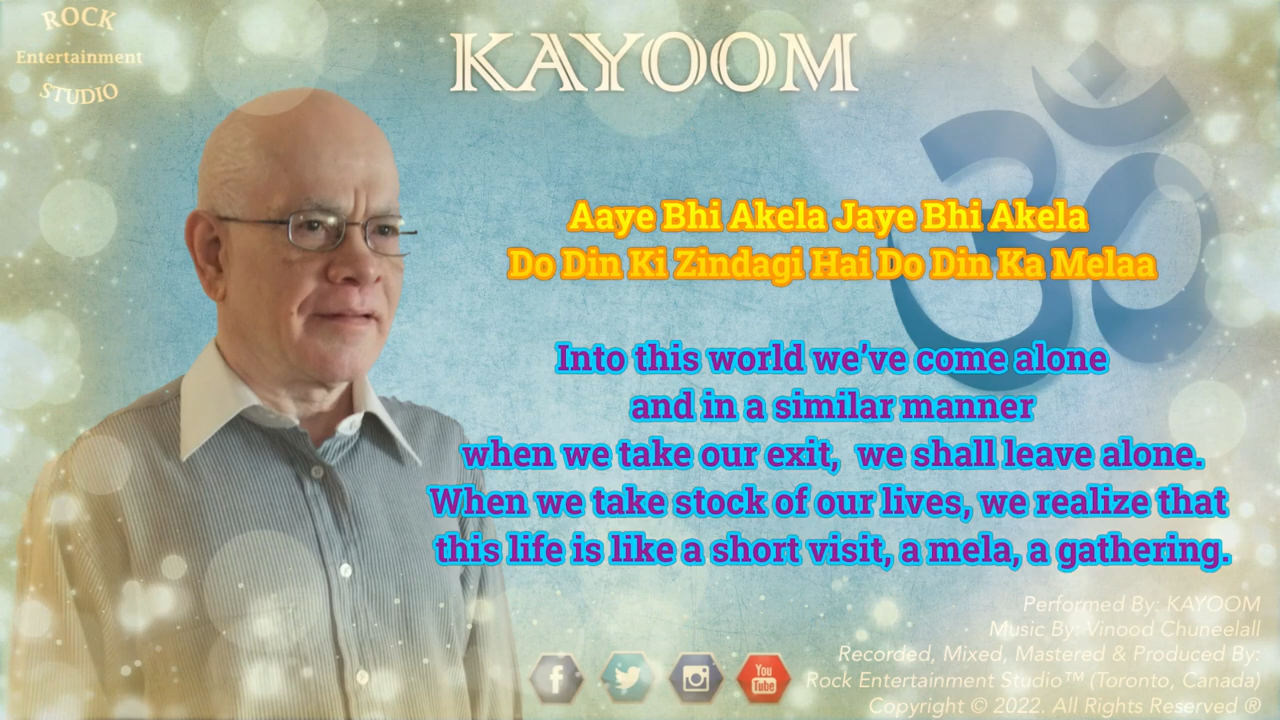 ROCK
Entertainment
STUDIO
KAYOOM
Aaye Bhi Akela Jaye Bhi Akela
Do Din Ki Zindagi Hai Do Din Ka Melaa
Into this world we've come alone
and in a similar manner
when we take our exit, we shall leave alone.
When we take stock of our lives, we realize that
this life is like a short visit, a mela, a gathering.
Performed By: KAYOOM
Music By: Vinood Chuneelall
Recorded, Mixed, Mastered & Produced By:
Rock Entertainment Studio™ (Toronto, Canada)
Copyright © 2022. All Rights Reserved ®
You
Tube
ॐ